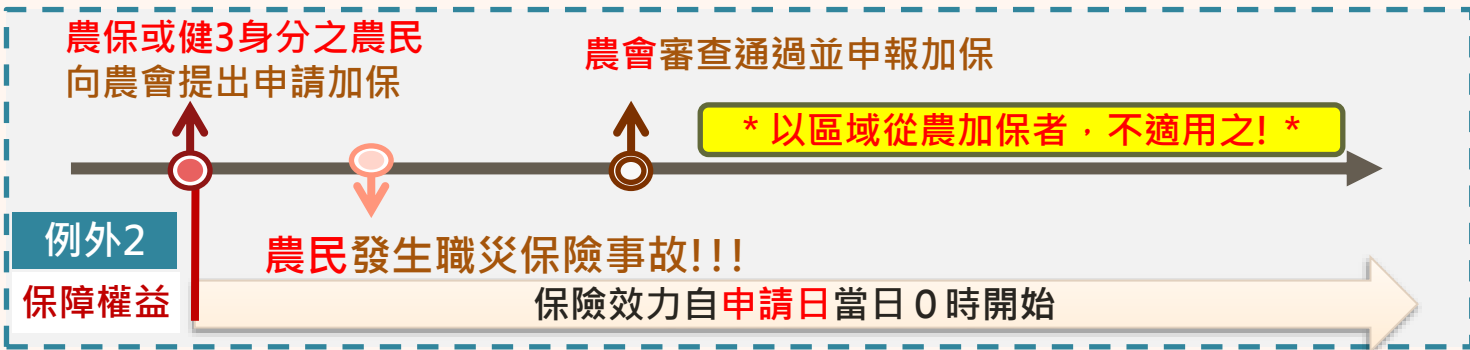 農保或健3身分之農民
向農會提出申請加保
農會審查通過並申報加保
* 以區域從農加保者，不適用之! *
例外2
保障權益
農民發生職災保險事故!!!
保險效力自申請日當日０時開始